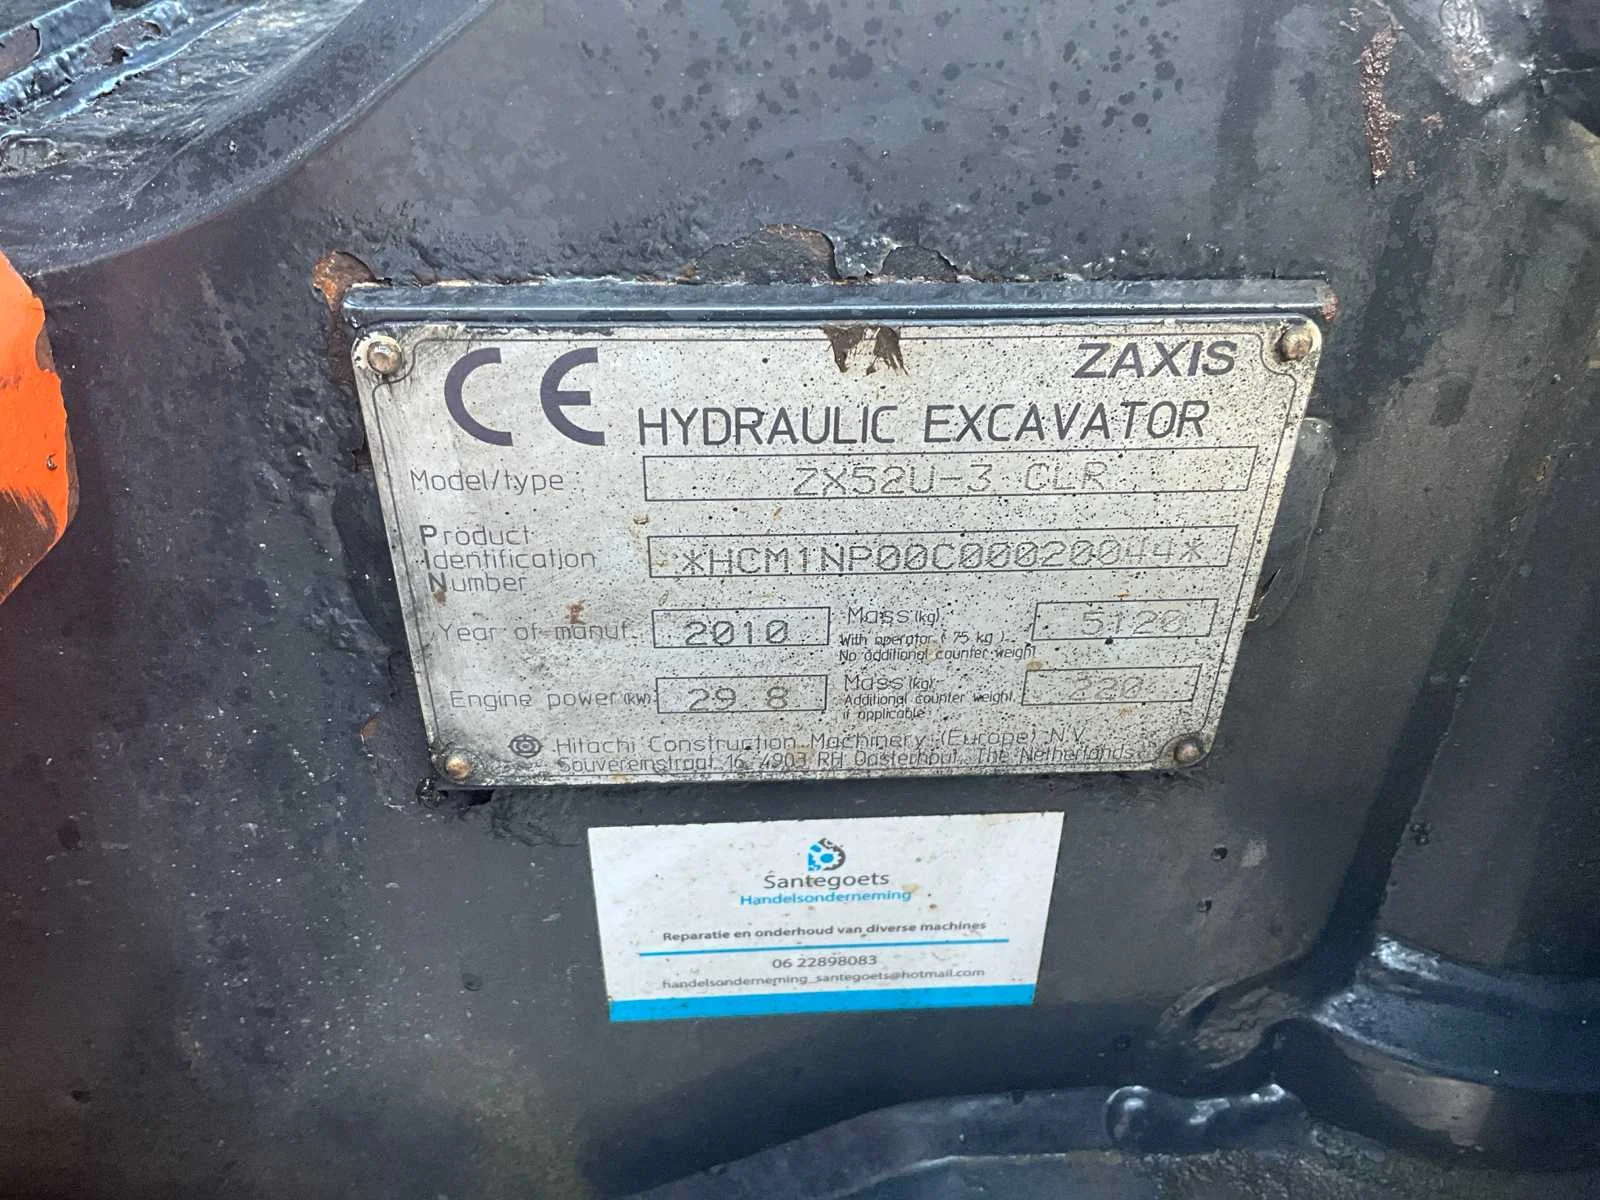 CE
ZAXIS
HYDRAULIC EXCAVATOR
Model/type ZX52U-3 CLR
Product
Identification
Number *HCM1NP00C00020044*
Year of manuf. 2010
Mass (kg) 5120
With operator ( 75 kg )
No additional counter weight
Engine power (kW) 29.8
Mass (kg) 220
Additional counter weight,
if applicable
Hitachi Construction Machinery (Europe) N.V.
Souvereinstraat 16, 4903 RH Oosterhout, The Netherlands
Santegoets
Handelsonderneming
Reparatie en onderhoud van diverse machines
06 22898083
handelsonderneming_santegoets@hotmail.com